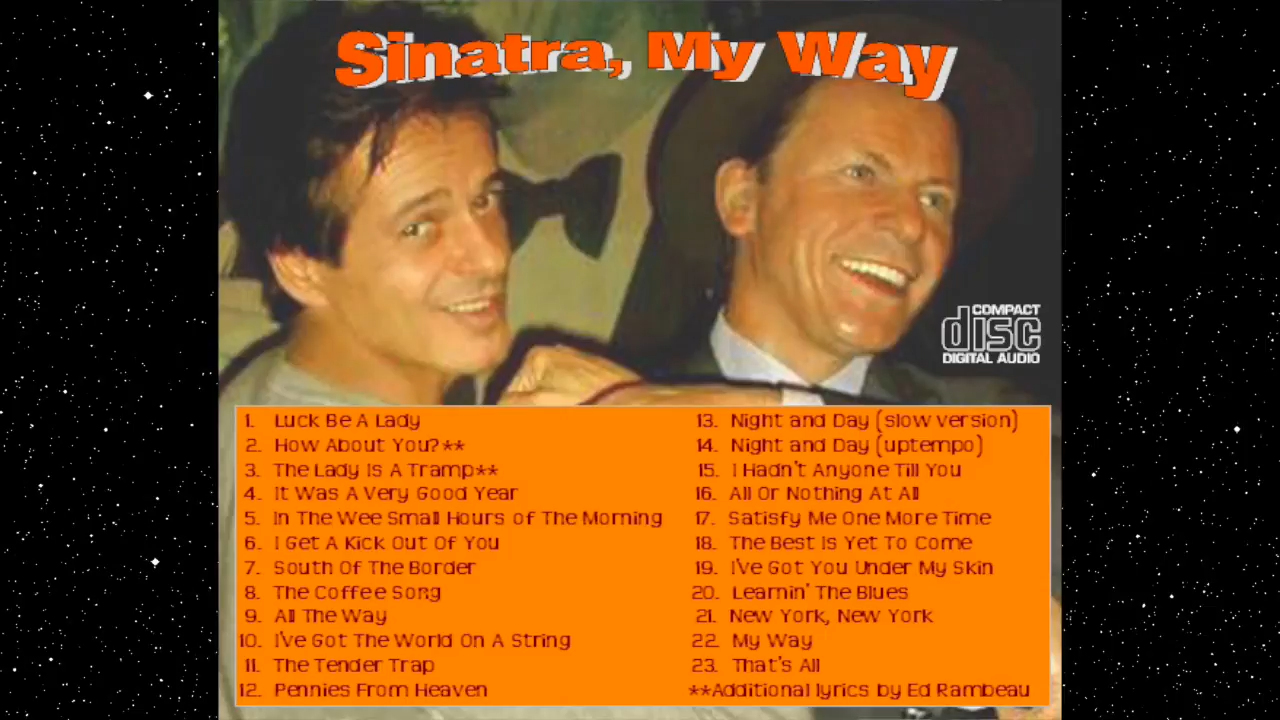 Sinatra, My Way
COMPACT
disc
DIGITAL AUDIO
1. Luck Be A Lady
2. How About You?**
3. The Lady Is A Tramp**
4. It Was A Very Good Year
5. In The Wee Small Hours of The Morning
6. I Get A Kick Out Of You
7. South Of The Border
8. The Coffee Song
9. All The Way
10. I've Got The World On A String
11. The Tender Trap
12. Pennies From Heaven
13. Night and Day (slow version)
14. Night and Day (uptempo)
15. I Hadn't Anyone Till You
16. All Or Nothing At All
17. Satisfy Me One More Time
18. The Best Is Yet To Come
19. I've Got You Under My Skin
20. Learnin' The Blues
21. New York, New York
22. My Way
23. That's All
**Additional lyrics by Ed Rambeau